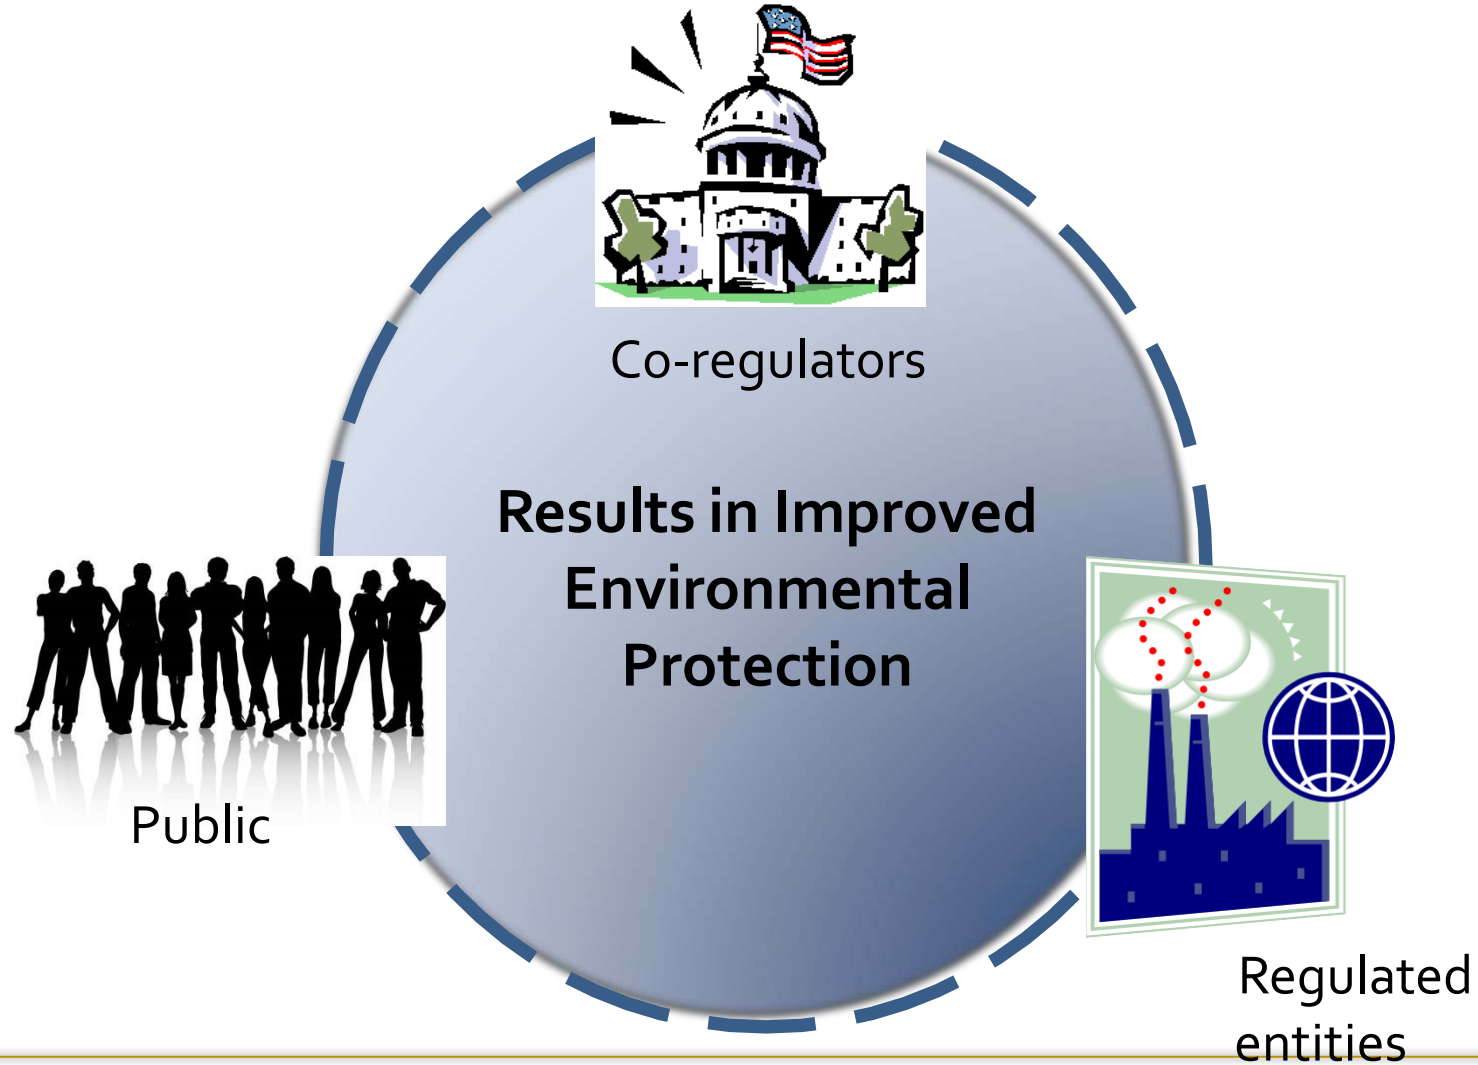 Co-regulators
Results in Improved
Environmental
Protection
Public
Regulated
entities